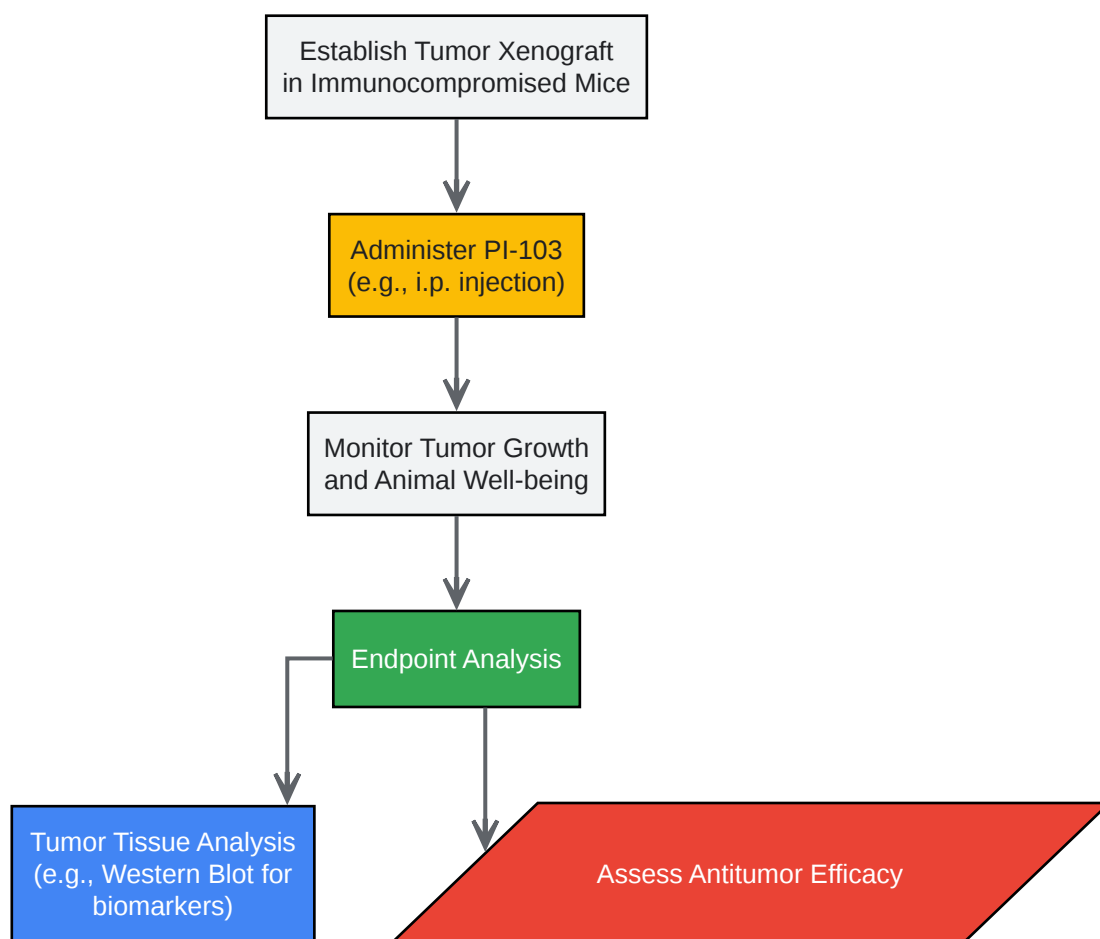 Establish Tumor Xenograft
in Immunocompromised Mice
Administer PI-103
(e.g., i.p. injection)
Monitor Tumor Growth
and Animal Well-being
Endpoint Analysis
Tumor Tissue Analysis
(e.g., Western Blot for
biomarkers)
Assess Antitumor Efficacy